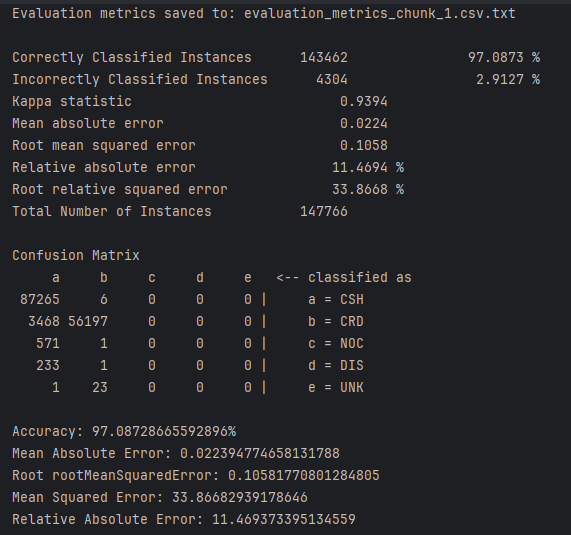 Evaluation metrics saved to: evaluation_metrics_chunk_1.csv.txt

Correctly Classified Instances      143462               97.0873 %
Incorrectly Classified Instances      4304                2.9127 %
Kappa statistic                          0.9394
Mean absolute error                      0.0224
Root mean squared error                  0.1058
Relative absolute error                 11.4694 %
Root relative squared error             33.8668 %
Total Number of Instances           147766

Confusion Matrix
     a     b     c     d     e   <-- classified as
 87265     6     0     0     0 |     a = CSH
  3468 56197     0     0     0 |     b = CRD
   571     1     0     0     0 |     c = NOC
   233     1     0     0     0 |     d = DIS
     1    23     0     0     0 |     e = UNK

Accuracy: 97.08728665592896%
Mean Absolute Error: 0.022394774658131788
Root rootMeanSquaredError: 0.10581770801284805
Mean Squared Error: 33.86682939178646
Relative Absolute Error: 11.469373395134559